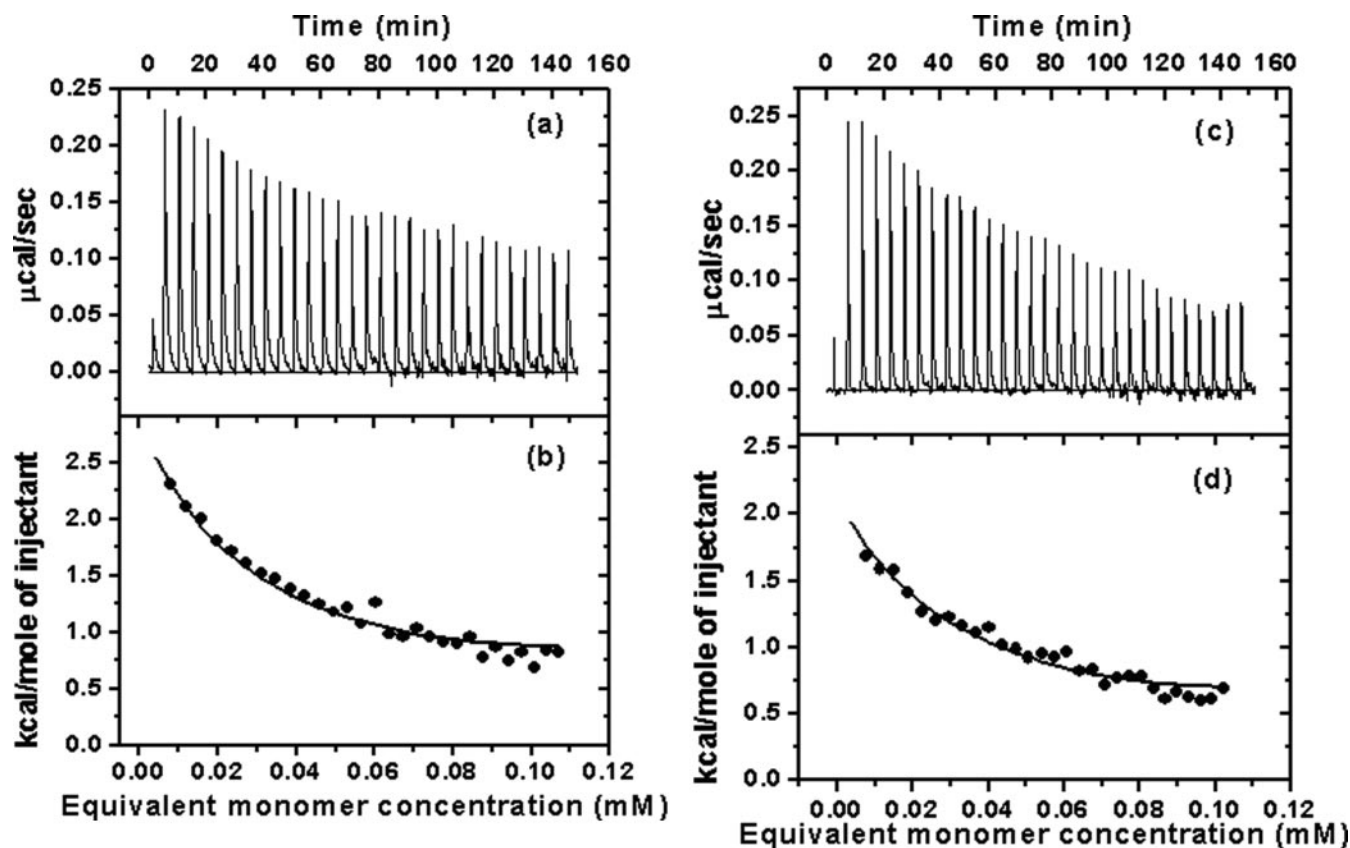 Time (min)
0 20 40 60 80 100 120 140 160
0.25
0.20
0.15
0.10
0.05
0.00
µcal/sec
(a)
2.5
2.0
1.5
1.0
0.5
0.0
kcal/mole of injectant
(b)
0.00 0.02 0.04 0.06 0.08 0.10 0.12
Equivalent monomer concentration (mM)
Time (min)
0 20 40 60 80 100 120 140 160
0.25
0.20
0.15
0.10
0.05
0.00
µcal/sec
(c)
2.5
2.0
1.5
1.0
0.5
0.0
kcal/mole of injectant
(d)
0.00 0.02 0.04 0.06 0.08 0.10 0.12
Equivalent monomer concentration (mM)